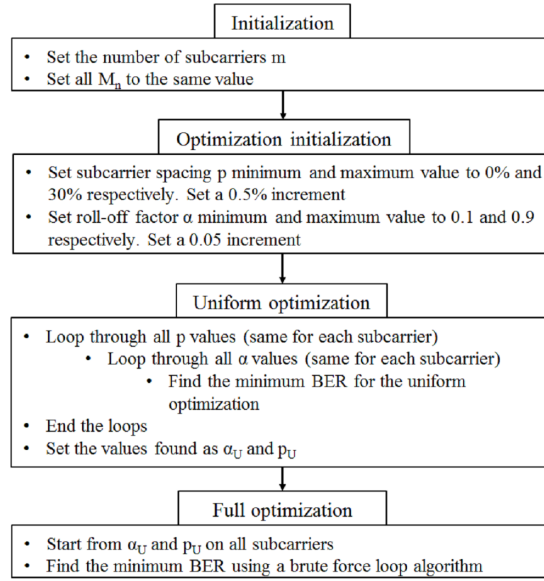 Initialization
• Set the number of subcarriers m
• Set all Mn to the same value
Optimization initialization
• Set subcarrier spacing p minimum and maximum value to 0% and
30% respectively. Set a 0.5% increment
• Set roll-off factor α minimum and maximum value to 0.1 and 0.9
respectively. Set a 0.05 increment
Uniform optimization
• Loop through all p values (same for each subcarrier)
• Loop through all α values (same for each subcarrier)
• Find the minimum BER for the uniform
optimization
• End the loops
• Set the values found as αU and pU
Full optimization
• Start from αU and pU on all subcarriers
• Find the minimum BER using a brute force loop algorithm